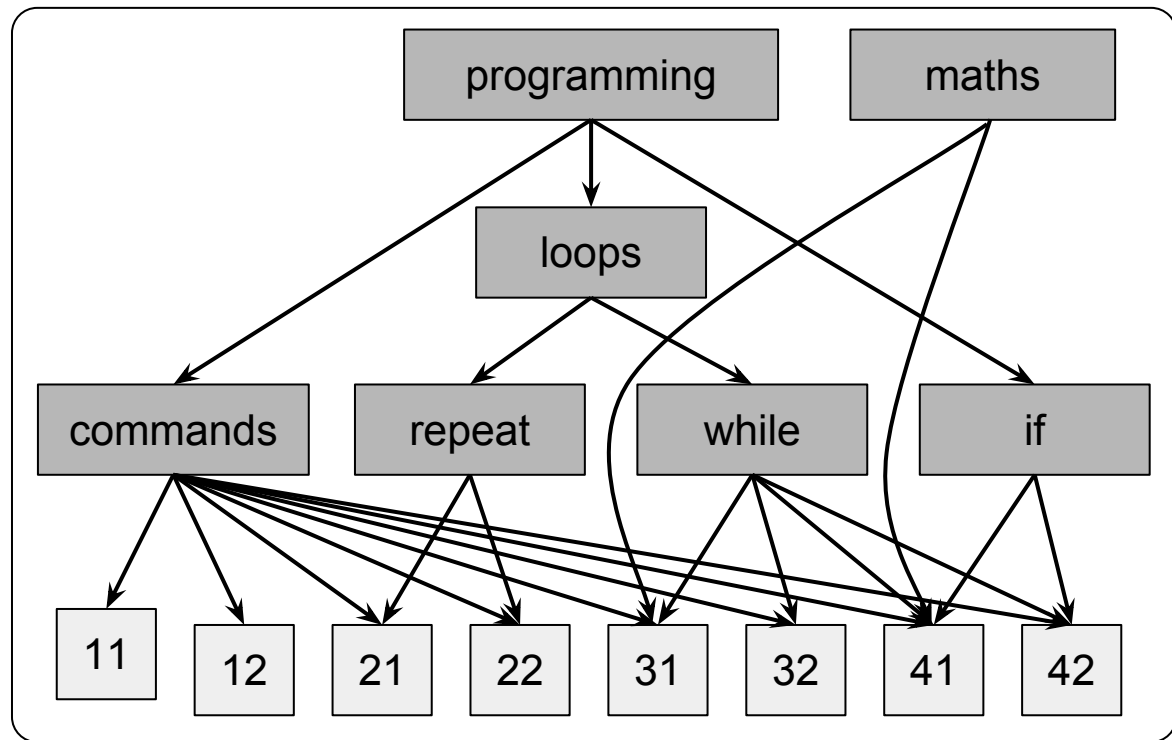 programming
maths
loops
commands
repeat
while
if
11
12
21
22
31
32
41
42